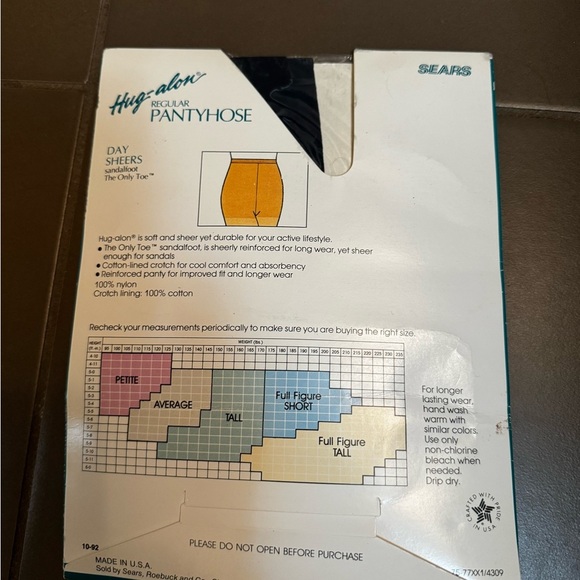 SEARS
Hug-alon®
REGULAR
PANTYHOSE
DAY
SHEERS
sandalfoot
The Only Toe™
Hug-alon® is soft and sheer yet durable for your active lifestyle.
● The Only Toe™ sandalfoot, is sheerly reinforced for long wear, yet sheer
enough for sandals
● Cotton-lined crotch for cool comfort and absorbency
● Reinforced panty for improved fit and longer wear
100% nylon
Crotch lining: 100% cotton
Recheck your measurements periodically to make sure you are buying the right size.
WEIGHT (lbs.)
HEIGHT
PETITE
AVERAGE
TALL
Full Figure
SHORT
Full Figure
TALL
For longer
lasting wear,
hand wash
warm with
similar colors.
Use only
non-chlorine
bleach when
needed.
Drip dry.
CRAFTED WITH PRIDE
IN USA
10-92
PLEASE DO NOT OPEN BEFORE PURCHASE
MADE IN U.S.A.
77XX1/4309
Sold by Sears, Roebuck and